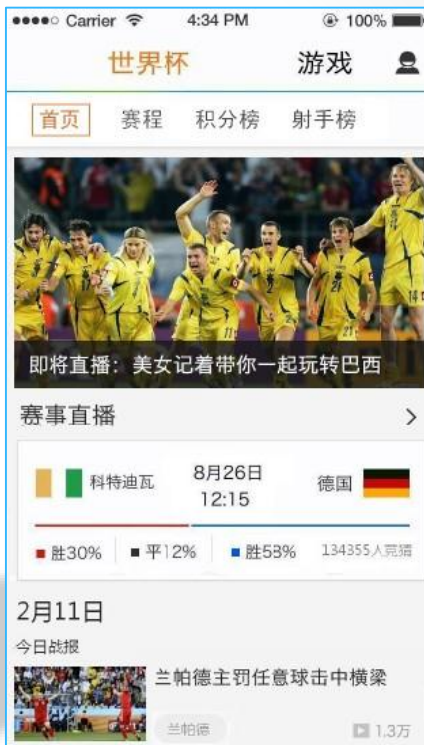 Carrier 4:34 PM 100%
世界杯 游戏
首页 赛程 积分榜 射手榜
即将直播：美女记着带你一起玩转巴西
赛事直播
科特迪瓦 8月26日 德国
12:15
胜30% 平12% 胜58% 134355人竞猜
2月11日
今日战报
兰帕德主罚任意球击中横梁
兰帕德 1.3万